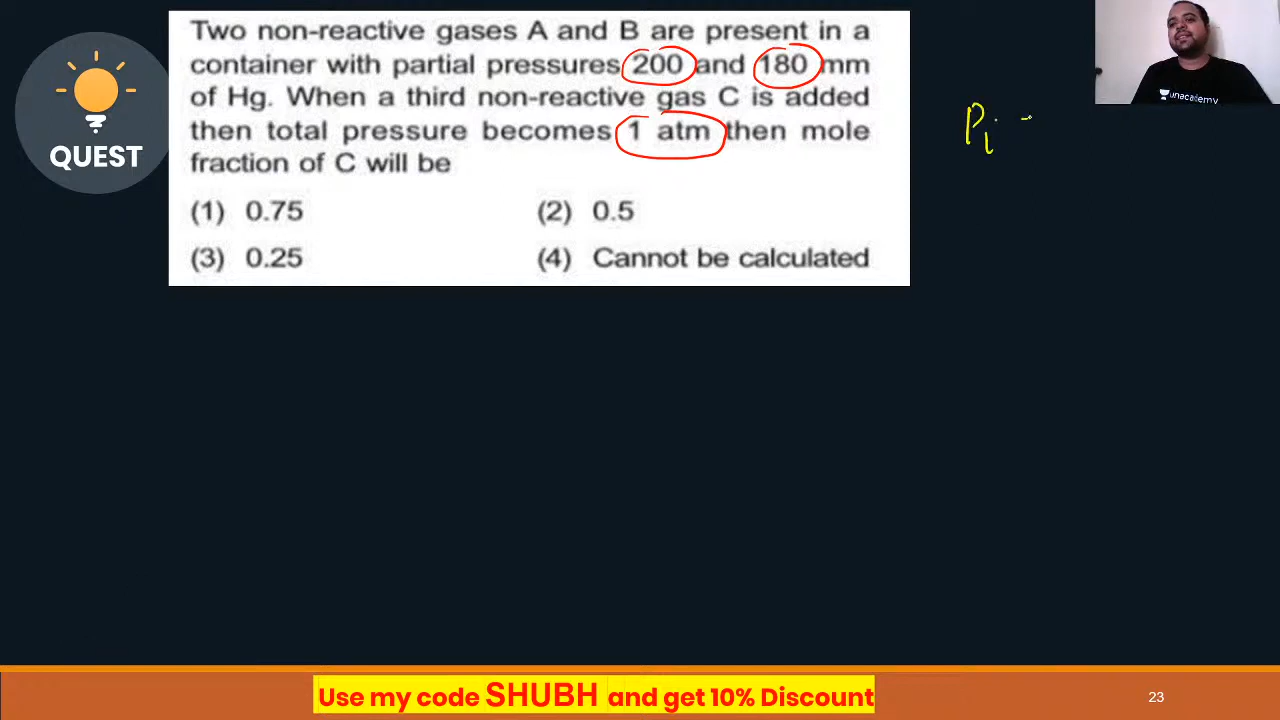 Two non-reactive gases A and B are present in a
container with partial pressures 200 and 180 mm
of Hg. When a third non-reactive gas C is added
then total pressure becomes 1 atm then mole
fraction of C will be
(1) 0.75
(2) 0.5
(3) 0.25
(4) Cannot be calculated
QUEST
unacademy
Pi -
Use my code SHUBH and get 10% Discount
23